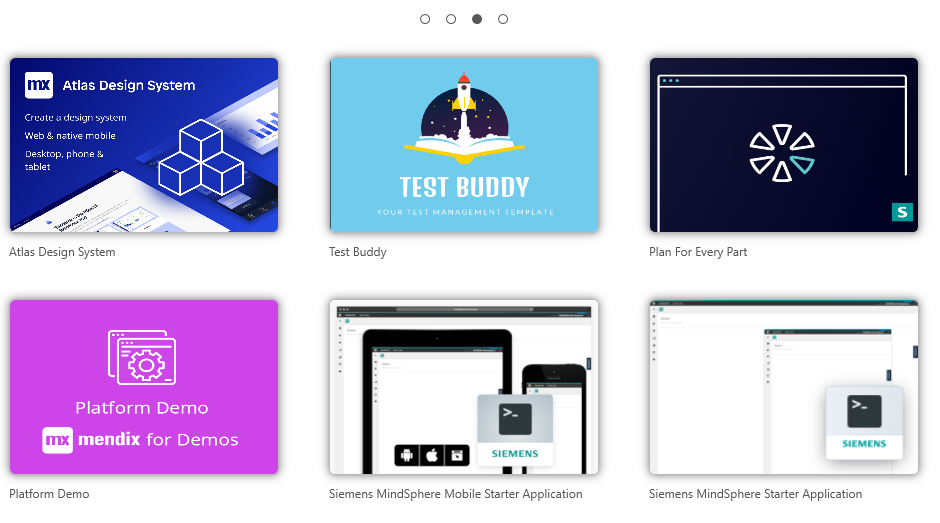 mx Atlas Design System
Create a design system
Web & native mobile
Desktop, phone &
tablet
TEST BUDDY
YOUR TEST MANAGEMENT TEMPLATE
S
Atlas Design System
Test Buddy
Plan For Every Part
Platform Demo
mx mendix for Demos
>_
SIEMENS
>_
SIEMENS
Platform Demo
Siemens MindSphere Mobile Starter Application
Siemens MindSphere Starter Application